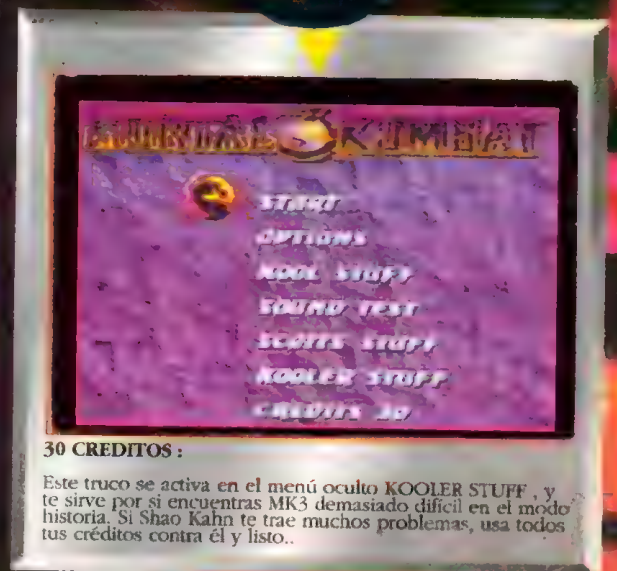 MORTAL KOMBAT
START
OPTIONS
KOOL STUFF
SOUND TEST
SCOTTS STUFF
KOOLER STUFF
CREDITS 30
30 CREDITOS :
Este truco se activa en el menú oculto KOOLER STUFF , y
te sirve por si encuentras MK3 demasiado difícil en el modo
historia. Si Shao Kahn te trae muchos problemas, usa todos
tus créditos contra él y listo..